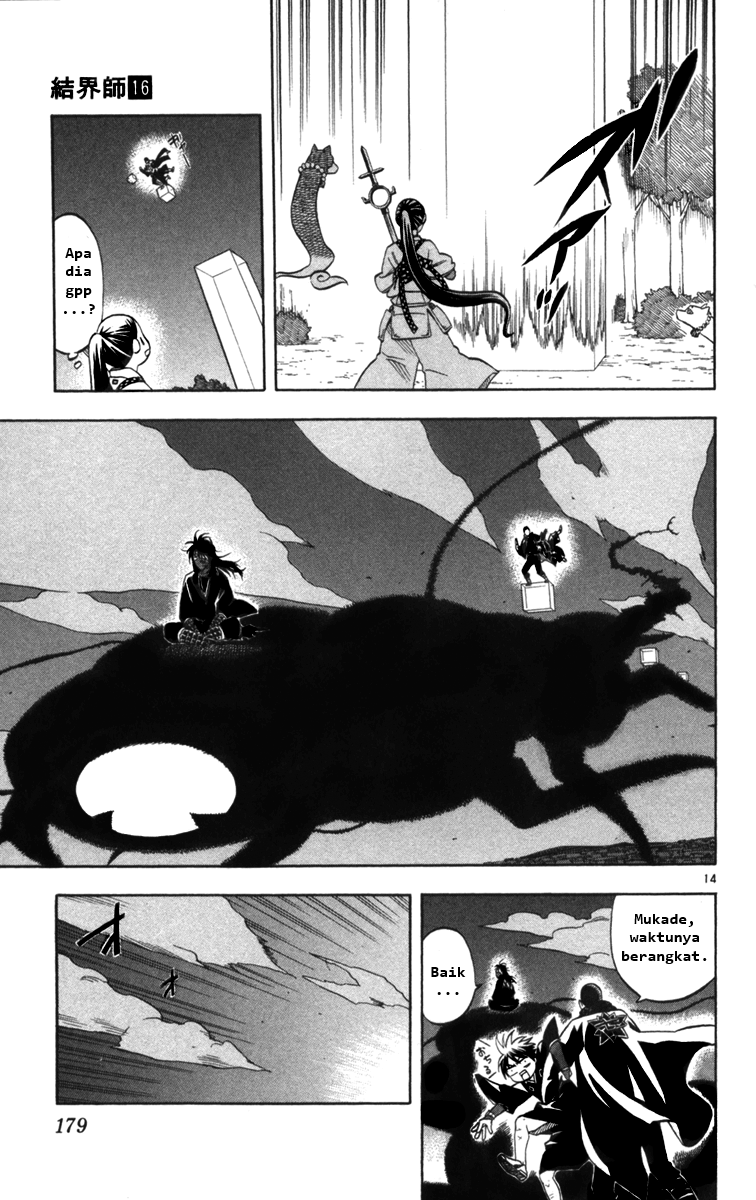 結界師16
Apa
dia
gpp
...?
14
Mukade,
waktunya
berangkat.
Baik
...
179